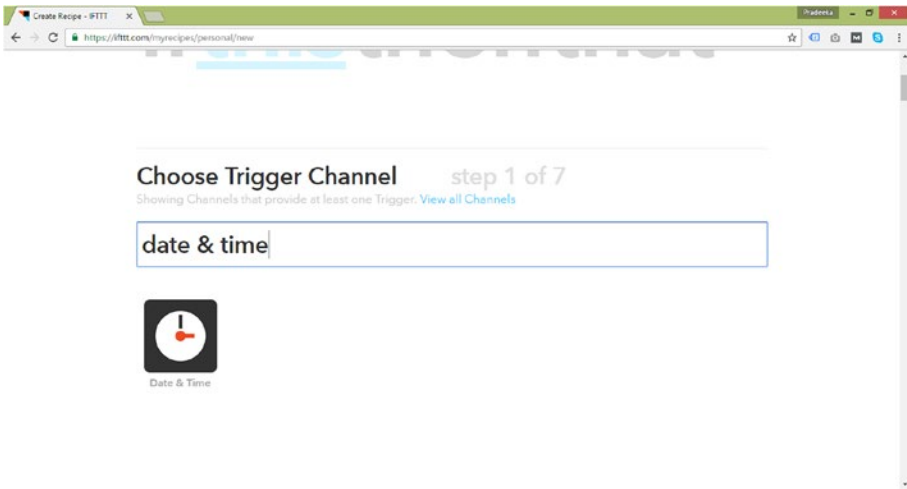 Create Recipe - IFTTT
Pradeeka
https://ifttt.com/myrecipes/personal/new
Choose Trigger Channel step 1 of 7
Showing Channels that provide at least one Trigger. View all Channels
date & time
Date & Time